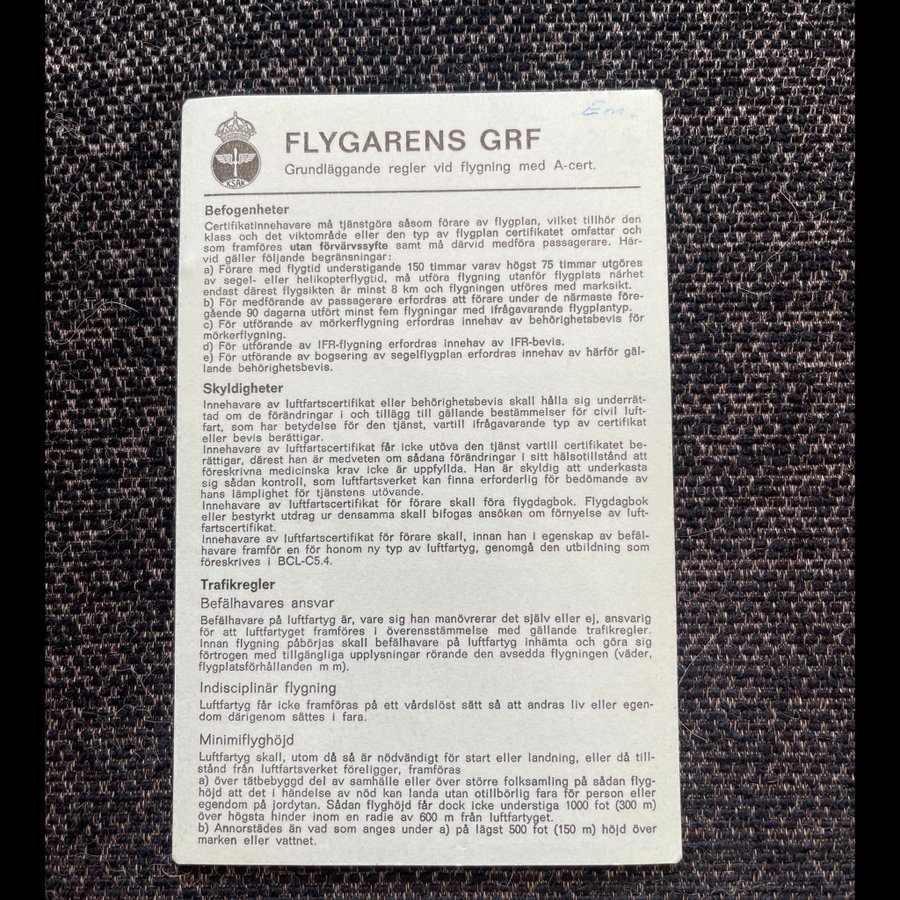 Em
KSAK
FLYGARENS GRF
Grundläggande regler vid flygning med A-cert.
Befogenheter
Certifikatinnehavare må tjänstgöra såsom förare av flygplan, vilket tillhör den
klass och det viktområde eller den typ av flygplan certifikatet omfattar och
som framföres utan förvärvssyfte samt må därvid medföra passagerare. Här-
vid gäller följande begränsningar:
a) Förare med flygtid understigande 150 timmar varav högst 75 timmar utgöres
av segel- eller helikopterflygtid, må utföra flygning utanför flygplats närhet
endast därest flygsikten är minst 8 km och flygningen utföres med marksikt.
b) För medförande av passagerare erfordras att förare under de närmaste före-
gående 90 dagarna utfört minst fem flygningar med ifrågavarande flygplantyp.
c) För utförande av mörkerflygning erfordras innehav av behörighetsbevis för
mörkerflygning.
d) För utförande av IFR-flygning erfordras innehav av IFR-bevis.
e) För utförande av bogsering av segelflygplan erfordras innehav av härför gäl-
lande behörighetsbevis.
Skyldigheter
Innehavare av luftfartscertifikat eller behörighetsbevis skall hålla sig underrät-
tad om de förändringar i och tillägg till gällande bestämmelser för civil luft-
fart, som har betydelse för den tjänst, vartill ifrågavarande typ av certifikat
eller bevis berättigar.
Innehavare av luftfartscertifikat får icke utöva den tjänst vartill certifikatet be-
rättigar, därest han är medveten om sådana förändringar i sitt hälsotillstånd att
föreskrivna medicinska krav icke är uppfyllda. Han är skyldig att underkasta
sig sådan kontroll, som luftfartsverket kan finna erforderlig för bedömande av
hans lämplighet för tjänstens utövande.
Innehavare av luftfartscertifikat för förare skall föra flygdagbok. Flygdagbok
eller bestyrkt utdrag ur densamma skall bifogas ansökan om förnyelse av luft-
fartscertifikat.
Innehavare av luftfartscertifikat för förare skall, innan han i egenskap av befäl-
havare framför en för honom ny typ av luftfartyg, genomgå den utbildning som
föreskrives i BCL-C5.4.
Trafikregler
Befälhavares ansvar
Befälhavare på luftfartyg är, vare sig han manövrerar det själv eller ej, ansvarig
för att luftfartyget framföres i överensstämmelse med gällande trafikregler.
Innan flygning påbörjas skall befälhavare på luftfartyg inhämta och göra sig
förtrogen med tillgängliga upplysningar rörande den avsedda flygningen (väder,
flygplatsförhållanden m m).
Indisciplinär flygning
Luftfartyg får icke framföras på ett vårdslöst sätt så att andras liv eller egen-
dom därigenom sättes i fara.
Minimiflyghöjd
Luftfartyg skall, utom då så är nödvändigt för start eller landning, eller då till-
stånd från luftfartsverket föreligger, framföras
a) över tätbebyggd del av samhälle eller över större folksamling på sådan flyg-
höjd att det i händelse av nöd kan landa utan otillbörlig fara för person eller
egendom på jordytan. Sådan flyghöjd får dock icke understiga 1000 fot (300 m)
över högsta hinder inom en radie av 600 m från luftfartyget.
b) Annorstädes än vad som anges under a) på lägst 500 fot (150 m) höjd över
marken eller vattnet.